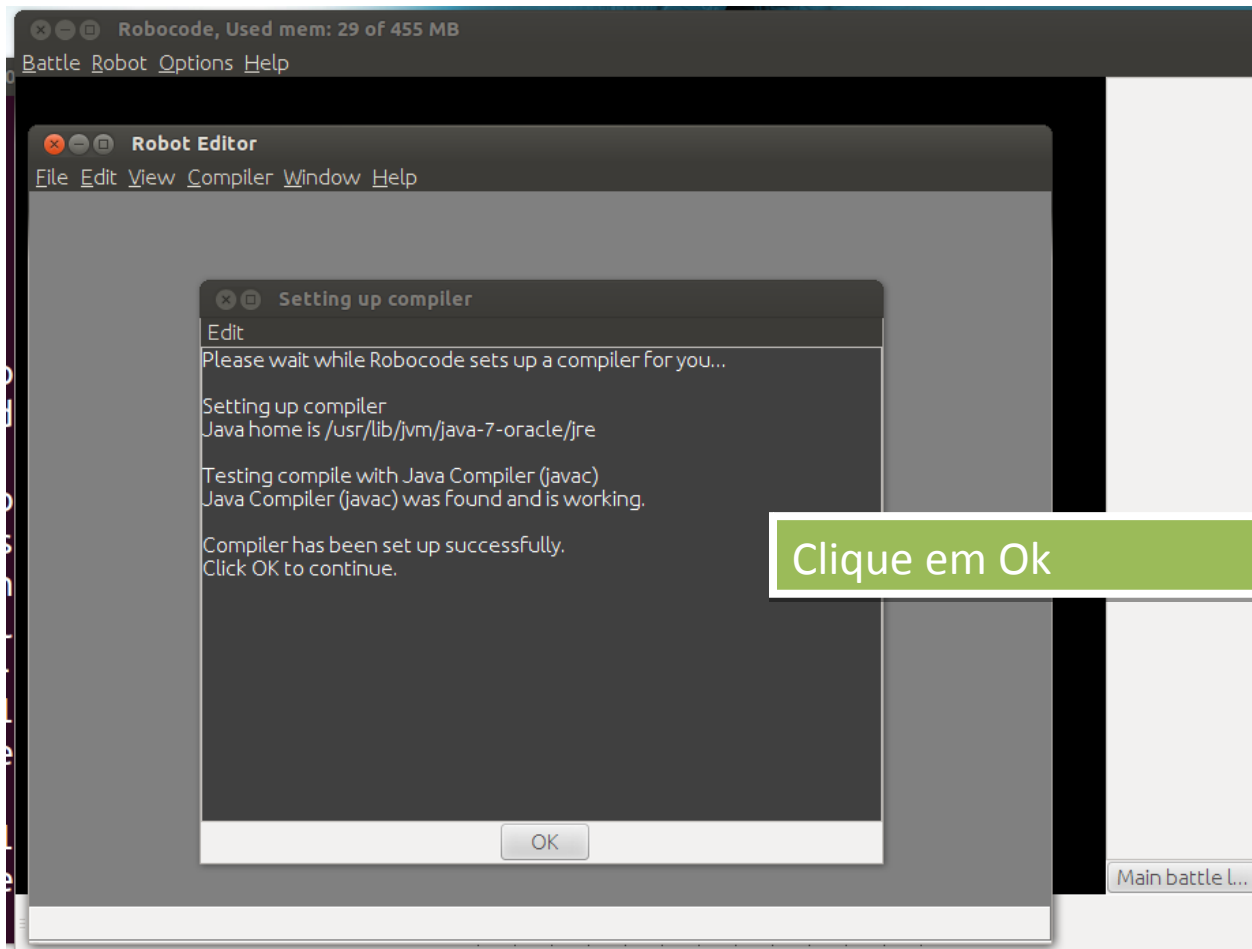 Robocode, Used mem: 29 of 455 MB
Battle Robot Options Help
Robot Editor
File Edit View Compiler Window Help
Setting up compiler
Edit
Please wait while Robocode sets up a compiler for you...
Setting up compiler
Java home is /usr/lib/jvm/java-7-oracle/jre
Testing compile with Java Compiler (javac)
Java Compiler (javac) was found and is working.
Compiler has been set up successfully.
Click OK to continue.
Clique em Ok
OK
Main battle l...